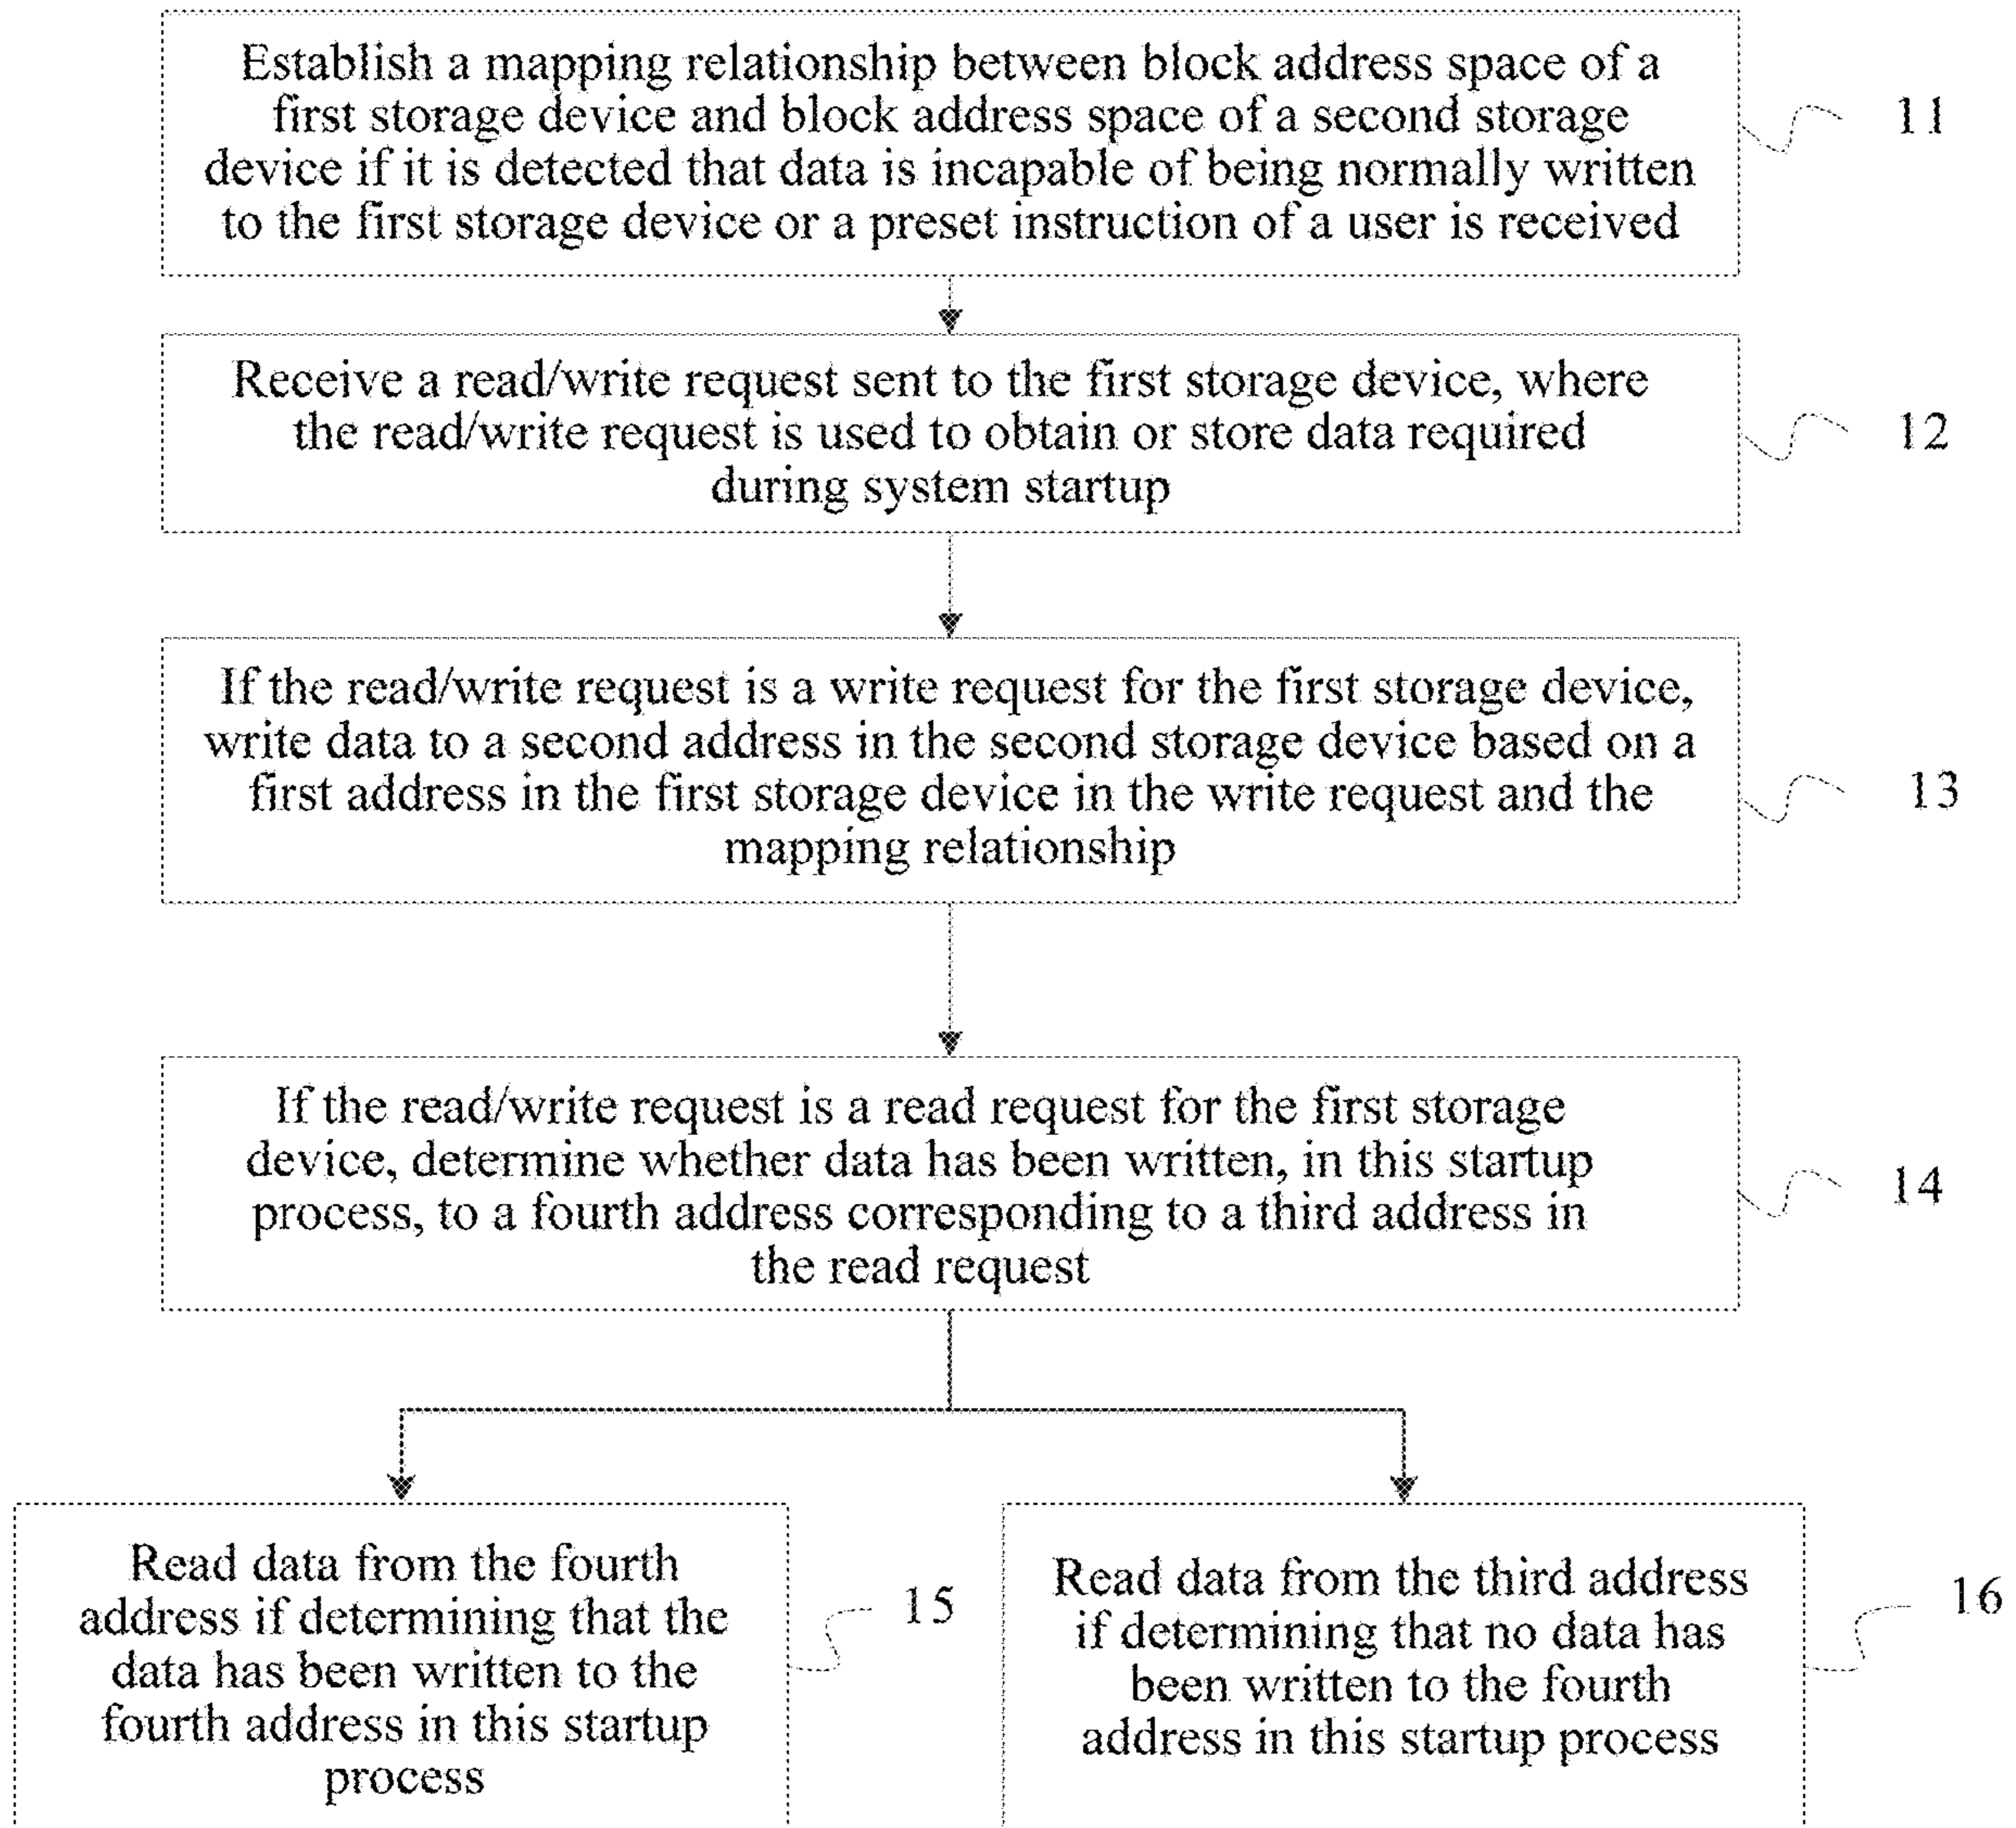 Establish a mapping relationship between block address space of a
first storage device and block address space of a second storage
device if it is detected that data is incapable of being normally written
to the first storage device or a preset instruction of a user is received
11
Receive a read/write request sent to the first storage device, where
the read/write request is used to obtain or store data required
during system startup
12
If the read/write request is a write request for the first storage device,
write data to a second address in the second storage device based on a
first address in the first storage device in the write request and the
mapping relationship
13
If the read/write request is a read request for the first storage
device, determine whether data has been written, in this startup
process, to a fourth address corresponding to a third address in
the read request
14
Read data from the fourth
address if determining that the
data has been written to the
fourth address in this startup
process
15
Read data from the third address
if determining that no data has
been written to the fourth
address in this startup process
16